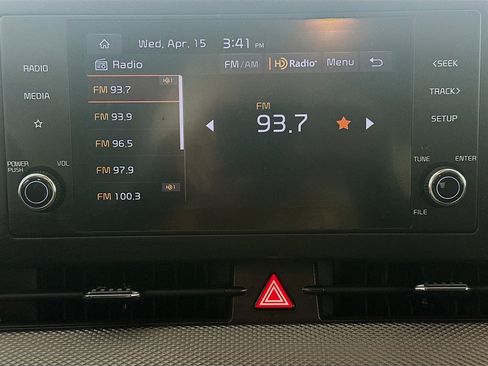 Wed, Apr. 15 3:41 PM
Radio FM/AM HD Radio Menu
RADIO
MEDIA
FM 93.7 HD1
FM 93.9
FM 96.5
FM 97.9
FM 100.3 HD1
FM
93.7
<SEEK
TRACK>
SETUP
POWER PUSH VOL
TUNE ENTER
FILE